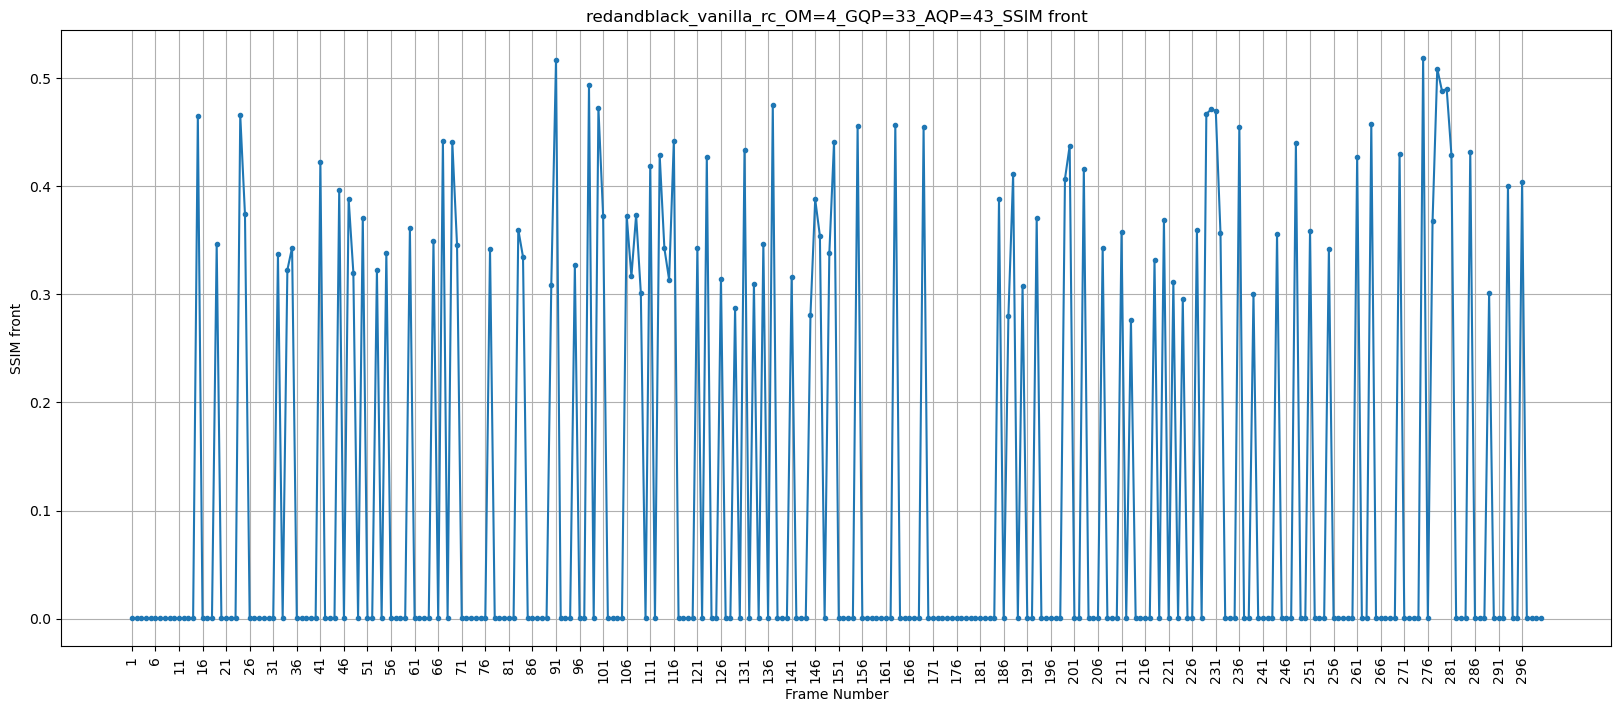 redandblack_vanilla_rc_OM=4_GQP=33_AQP=43_SSIM front
SSIM front
0.5
0.4
0.3
0.2
0.1
0.0
1 6 11 16 21 26 31 36 41 46 51 56 61 66 71 76 81 86 91 96 101 106 111 116 121 126 131 136 141 146 151 156 161 166 171 176 181 186 191 196 201 206 211 216 221 226 231 236 241 246 251 256 261 266 271 276 281 286 291 296
Frame Number